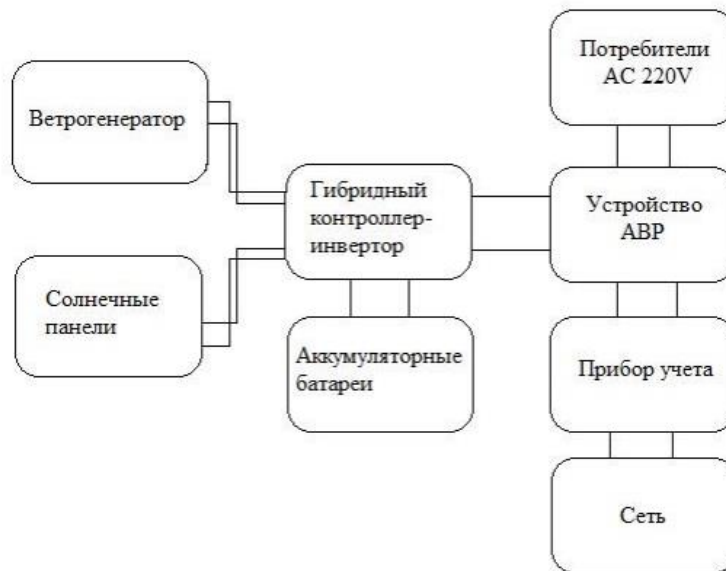 Потребители
AC 220V
Ветрогенератор
Гибридный
контроллер-
инвертор
Устройство
АВР
Солнечные
панели
Аккумуляторные
батареи
Прибор учета
Сеть